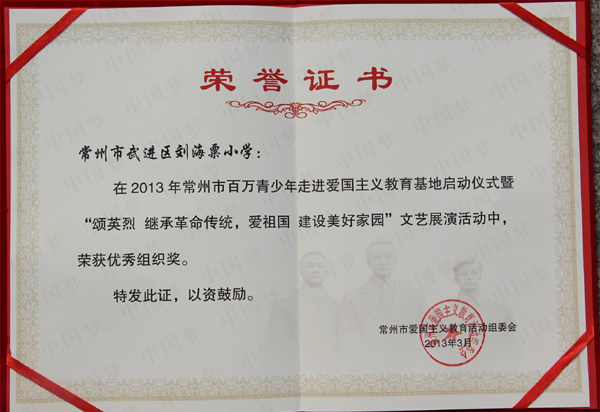 荣誉证书
常州市武进区刘海粟小学：
在2013年常州市百万青少年走进爱国主义教育基地启动仪式暨
“颂英烈 继承革命传统，爱祖国 建设美好家园”文艺展演活动中，
荣获优秀组织奖。
特发此证，以资鼓励。
常州市爱国主义教育活动组委会
2013年3月